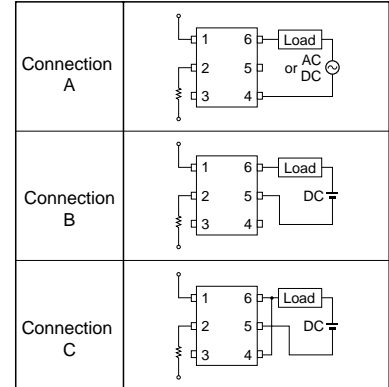 Connection
A
1 6 Load
2 5 or AC
DC
3 4
Connection
B
1 6 Load
2 5 DC
3 4
Connection
C
1 6 Load
2 5 DC
3 4